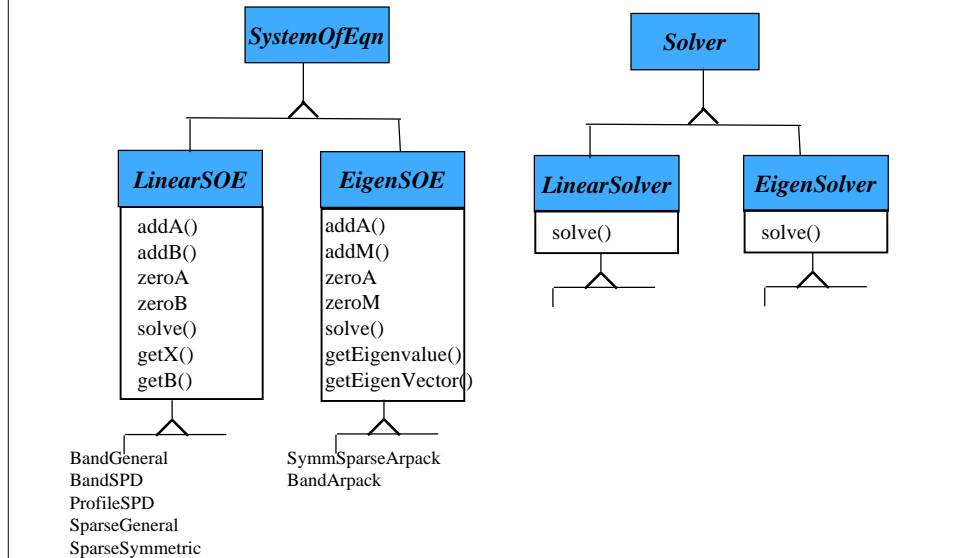 SystemOfEqn
Solver
LinearSOE
addA()
addB()
zeroA
zeroB
solve()
getX()
getB()
EigenSOE
addA()
addM()
zeroA
zeroM
solve()
getEigenvalue()
getEigenVector()
LinearSolver
solve()
EigenSolver
solve()
BandGeneral
BandSPD
ProfileSPD
SparseGeneral
SparseSymmetric
SymmSparseArpack
BandArpack